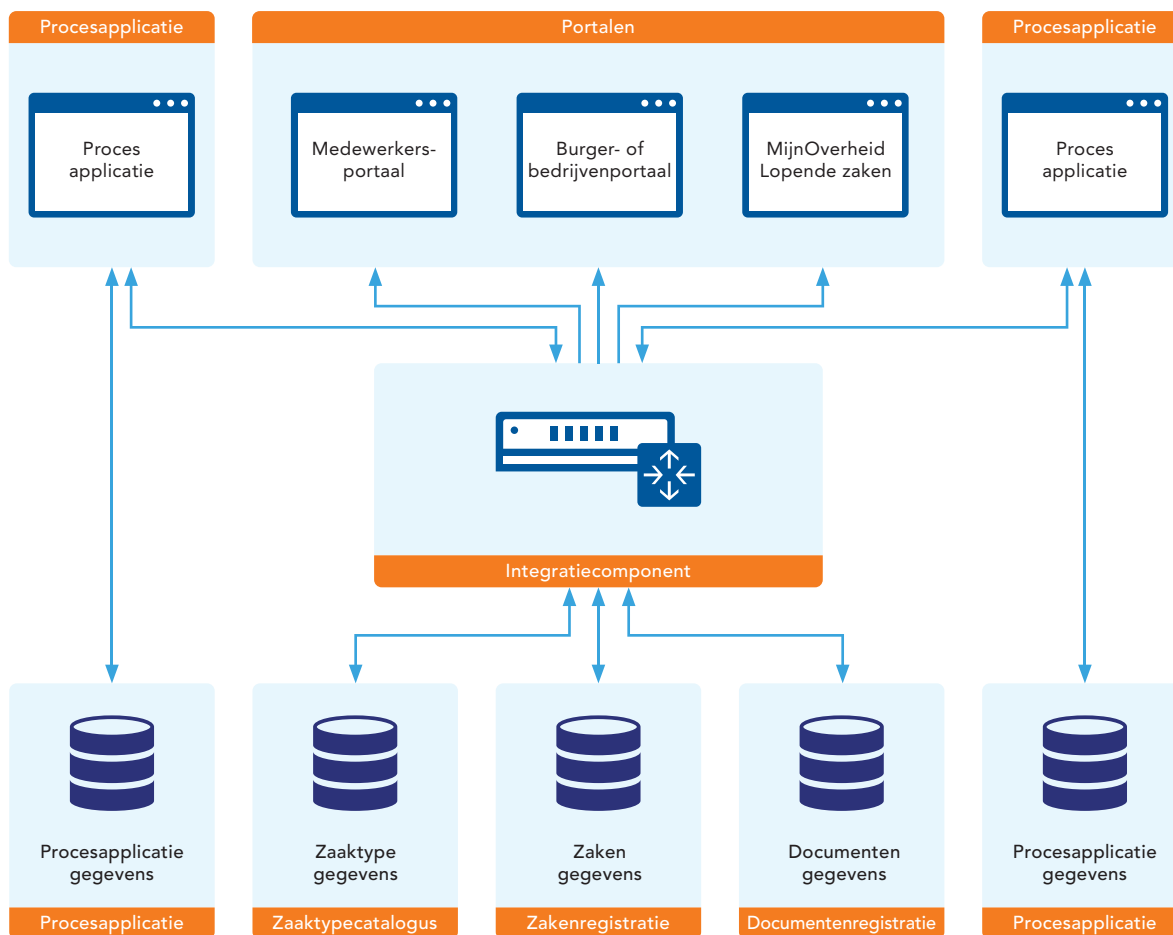 Procesapplicatie
Portalen
Procesapplicatie
Proces
applicatie
Medewerkers-
portaal
Burger- of
bedrijvenportaal
MijnOverheid
Lopende zaken
Proces
applicatie
Integratiecomponent
Procesapplicatie
gegevens
Zaaktype
gegevens
Zaken
gegevens
Documenten
gegevens
Procesapplicatie
gegevens
Procesapplicatie
Zaaktypecatalogus
Zakenregistratie
Documentenregistratie
Procesapplicatie